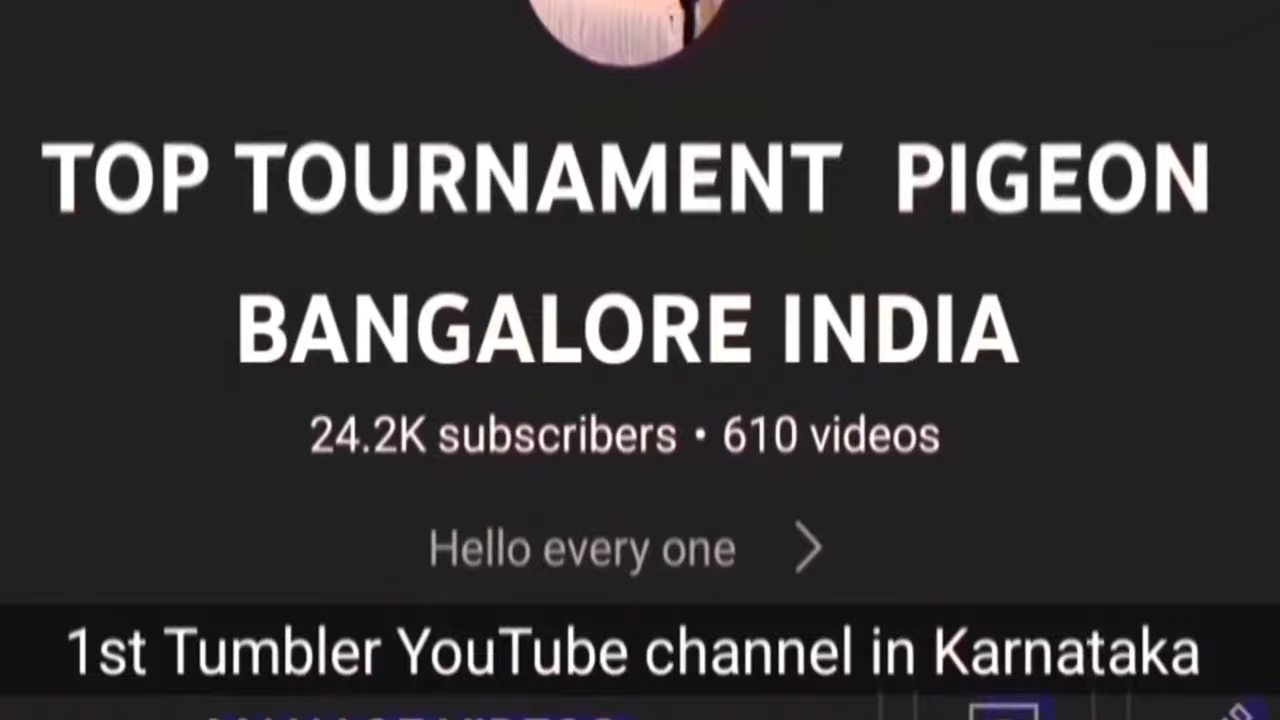 TOP TOURNAMENT PIGEON
BANGALORE INDIA
24.2K subscribers • 610 videos
Hello every one
1st Tumbler YouTube channel in Karnataka